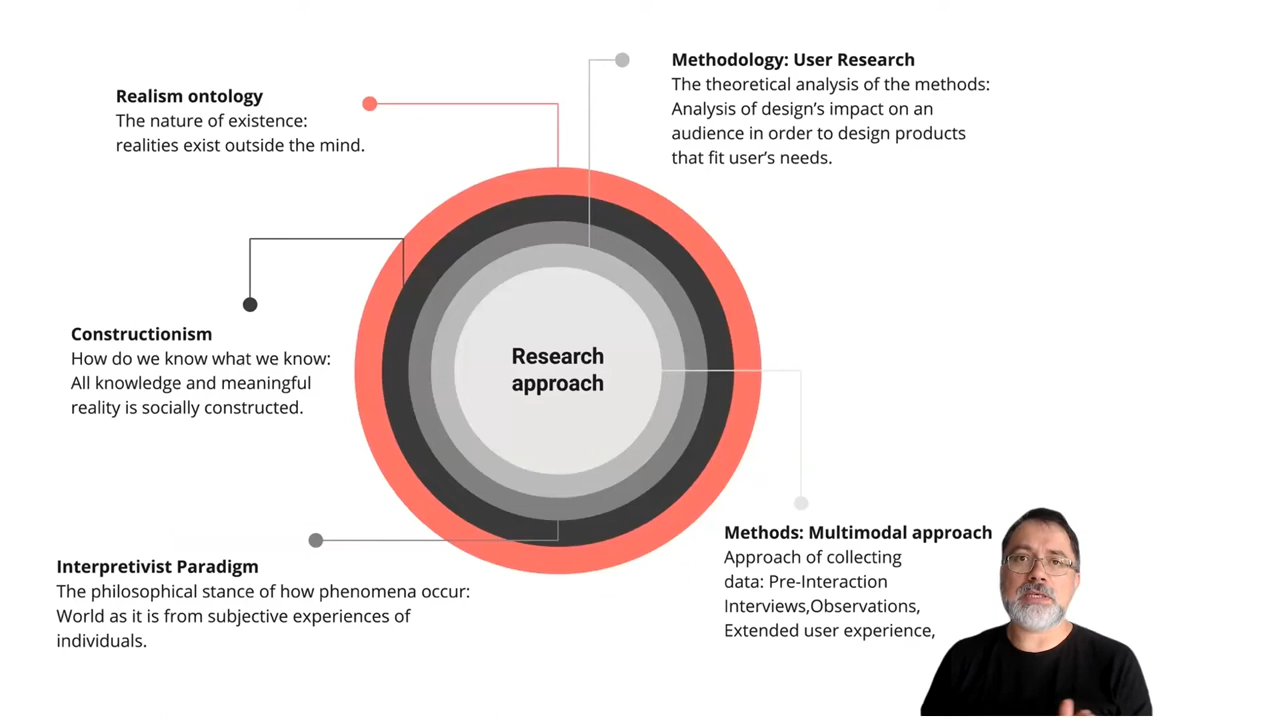 Realism ontology
The nature of existence:
realities exist outside the mind.
Methodology: User Research
The theoretical analysis of the methods:
Analysis of design's impact on an
audience in order to design products
that fit user's needs.
Constructionism
How do we know what we know:
All knowledge and meaningful
reality is socially constructed.
Research
approach
Interpretivist Paradigm
The philosophical stance of how phenomena occur:
World as it is from subjective experiences of
individuals.
Methods: Multimodal approach
Approach of collecting
data: Pre-Interaction
Interviews,Observations,
Extended user experience,